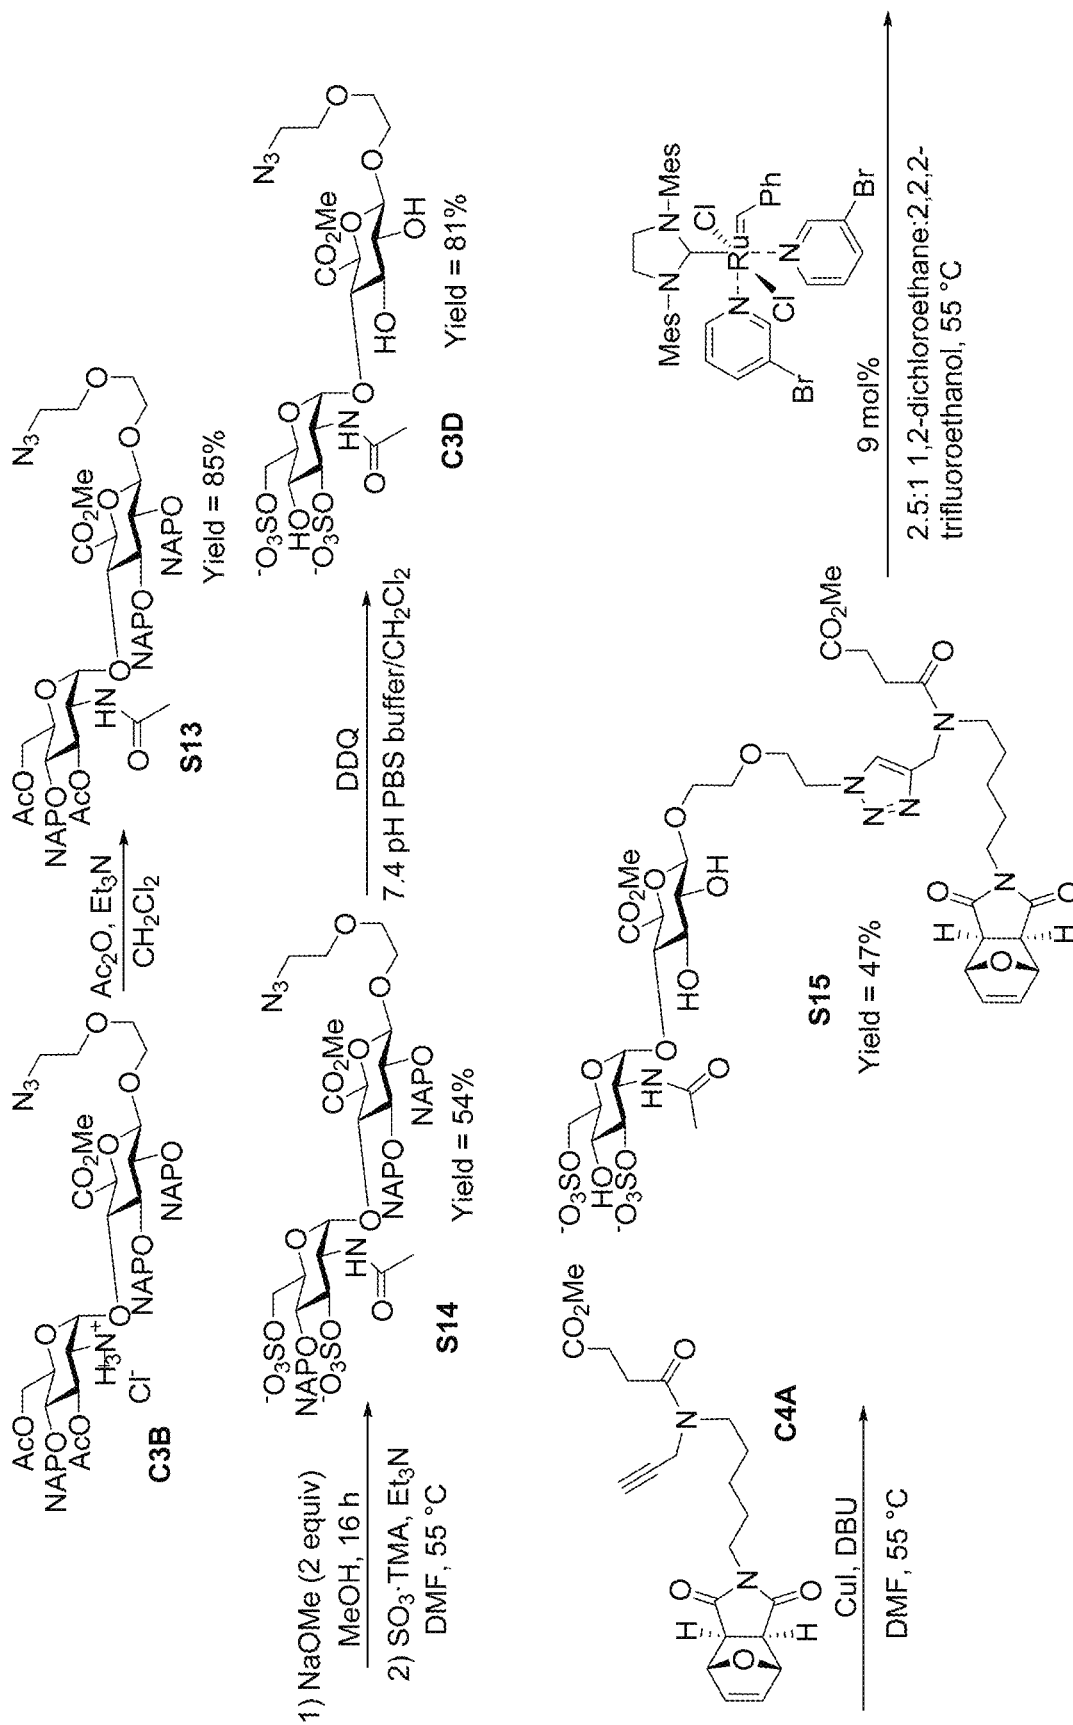 N3
O
O
CO2Me
O
AcO
NAPO
AcO
O
H3N+
Cl-
O
NAPO
NAPO
C3B
Ac2O, Et3N
CH2Cl2
N3
O
O
CO2Me
O
AcO
NAPO
AcO
O
HN
O
O
NAPO
NAPO
S13
Yield = 85%
1) NaOMe (2 equiv)
MeOH, 16 h
2) SO3·TMA, Et3N
DMF, 55 °C
N3
O
O
CO2Me
O
-O3SO
NAPO
-O3SO
O
HN
O
O
NAPO
NAPO
S14
Yield = 54%
DDQ
7.4 pH PBS buffer/CH2Cl2
N3
O
O
CO2Me
O
-O3SO
HO
-O3SO
O
HN
O
O
HO
OH
C3D
Yield = 81%
CO2Me
O
N
O
N
O
H
H
O
C4A
CuI, DBU
DMF, 55 °C
-O3SO
HO
-O3SO
O
HN
O
O
HO
CO2Me
O
OH
O
O
N
N
N
N
CO2Me
O
O
N
O
H
H
O
S15
Yield = 47%
Mes
N
N-Mes
Cl
Ru
Ph
Cl
N
N
Br
Br
9 mol%
2.5:1 1,2-dichloroethane:2,2,2-
trifluoroethanol, 55 °C